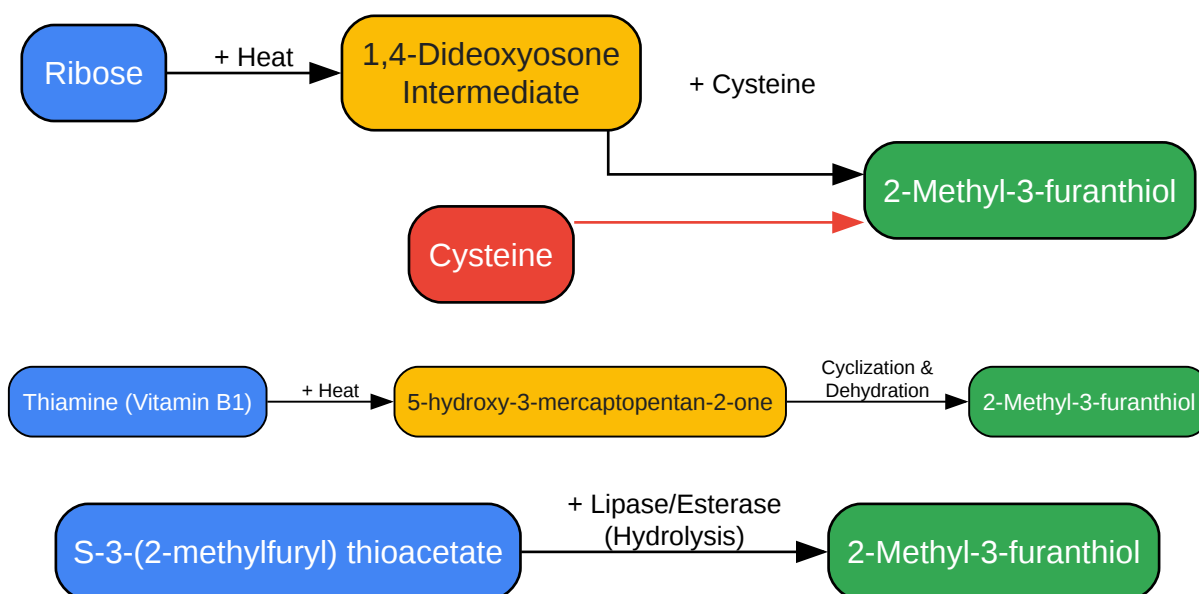 Ribose
+ Heat
1,4-Dideoxyosone
Intermediate
+ Cysteine
2-Methyl-3-furanthiol
Cysteine
Thiamine (Vitamin B1)
+ Heat
5-hydroxy-3-mercaptopentan-2-one
Cyclization &
Dehydration
2-Methyl-3-furanthiol
S-3-(2-methylfuryl) thioacetate
+ Lipase/Esterase
(Hydrolysis)
2-Methyl-3-furanthiol